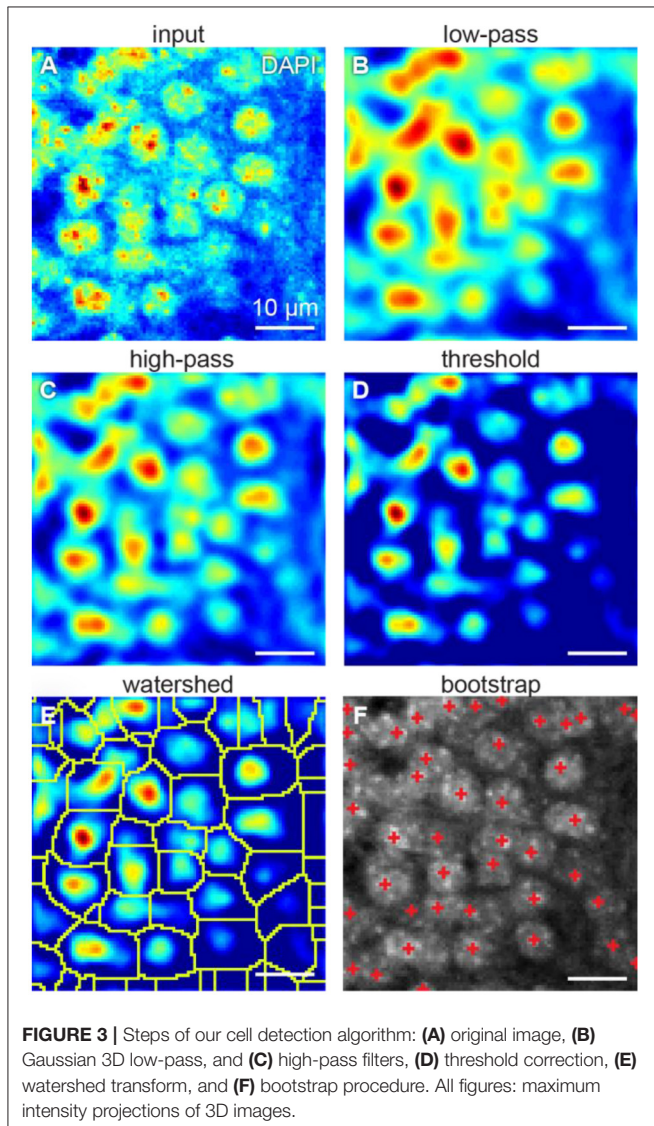 input
low-pass
A
DAPI
B
10 μm
high-pass
threshold
C
D
watershed
bootstrap
E
F
FIGURE 3 | Steps of our cell detection algorithm: (A) original image, (B)
Gaussian 3D low-pass, and (C) high-pass filters, (D) threshold correction, (E)
watershed transform, and (F) bootstrap procedure. All figures: maximum
intensity projections of 3D images.